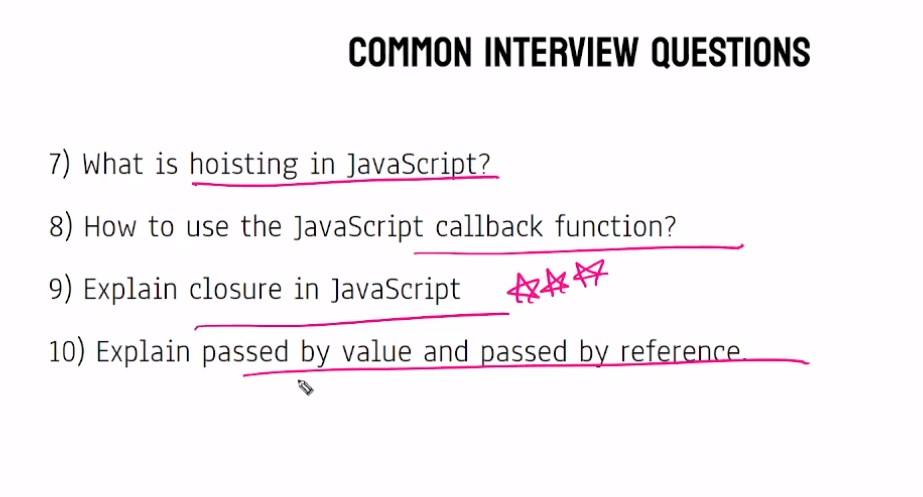 COMMON INTERVIEW QUESTIONS
7) What is hoisting in JavaScript?
8) How to use the JavaScript callback function?
9) Explain closure in JavaScript
10) Explain passed by value and passed by reference.